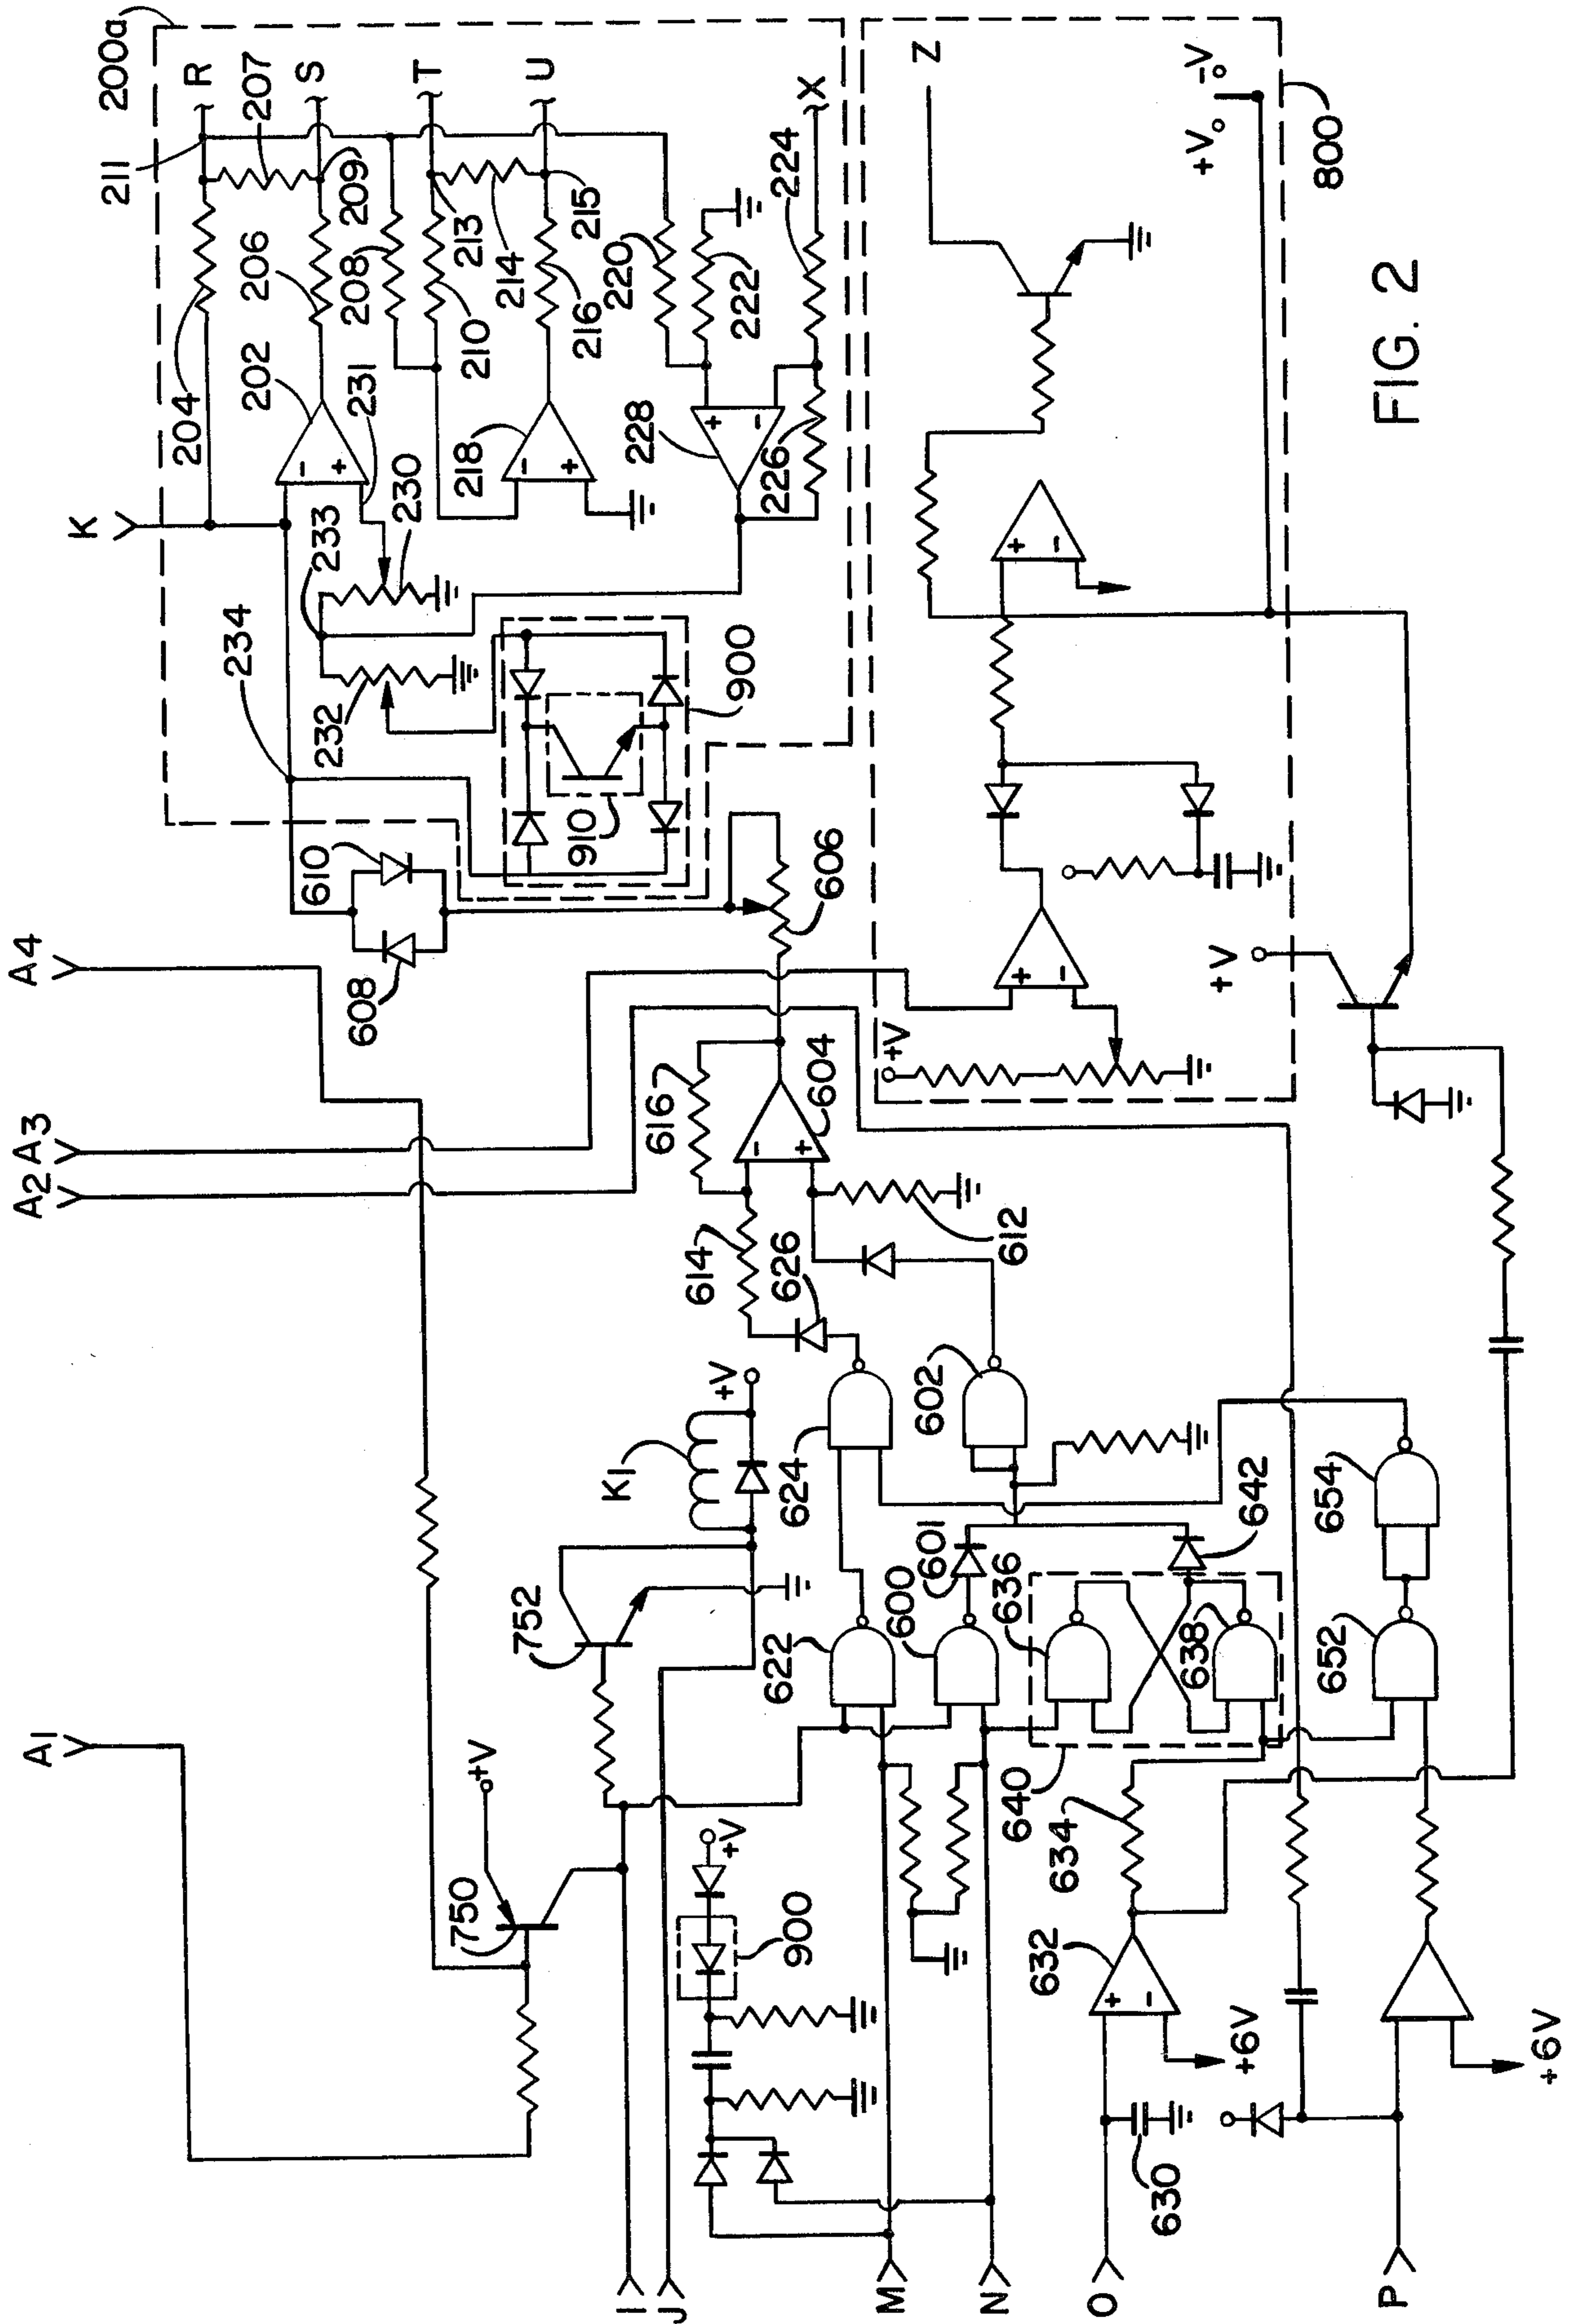 A1
A2
A3
A4
K
200a
211
R
207
S
209
T
U
X
204
202
206
208
231
213
214
210
215
216
218
220
222
224
228
226
230
233
234
232
900
910
610
608
606
Z
+V
-V
800
+V
+V
616
604
614
626
612
K1
+V
624
602
752
750
+V
622
600
601
636
638
642
640
654
652
900
+V
634
632
+6V
630
+6V
I
J
M
N
O
P
+
-
+
-
+
-
+
-
+
-
+
-
+
-
FIG. 2